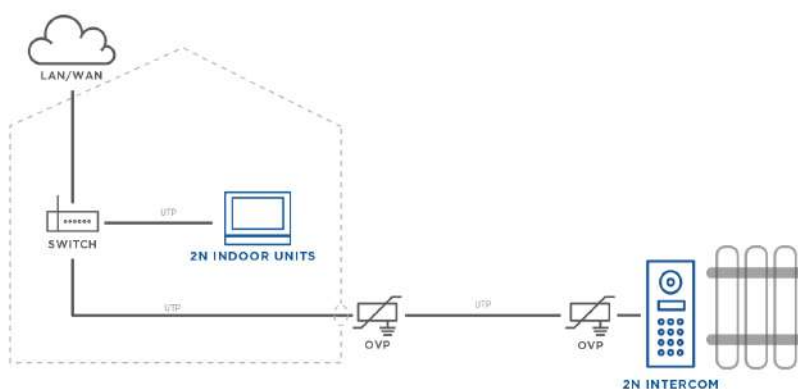 LAN/WAN
UTP
SWITCH
2N INDOOR UNITS
UTP
UTP
OVP
OVP
2N INTERCOM